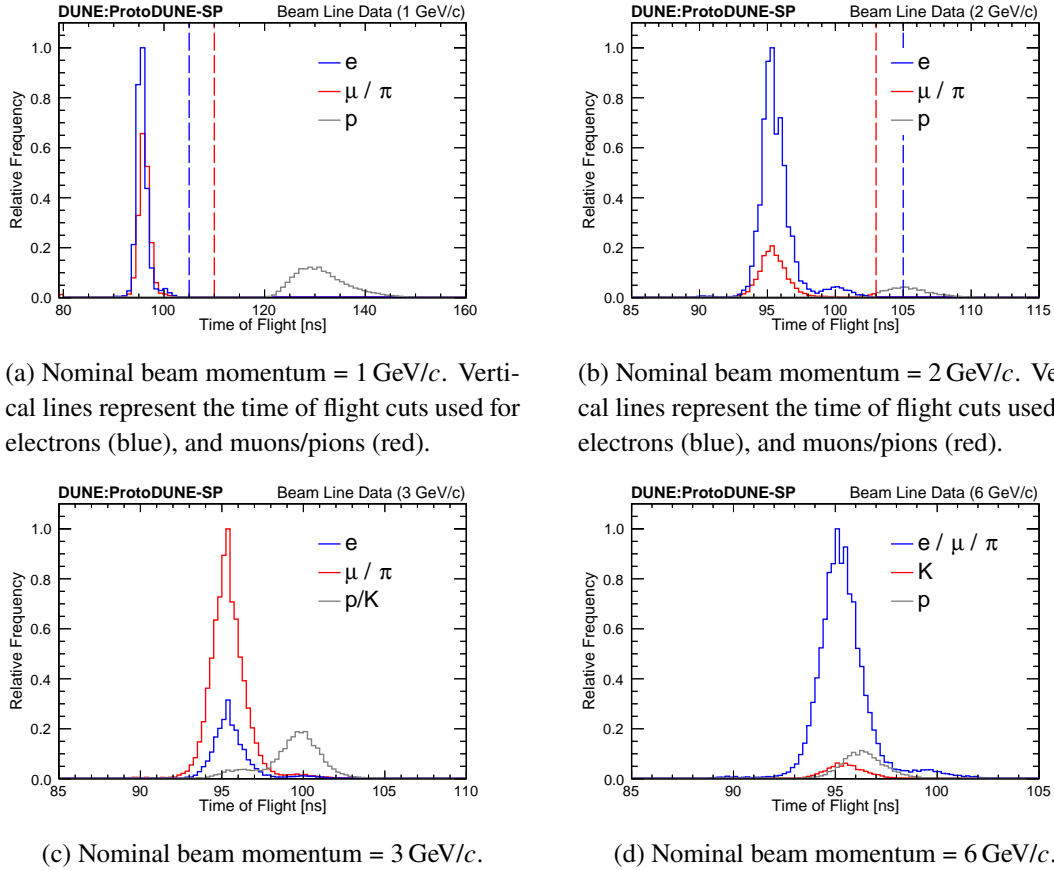 DUNE:ProtoDUNE-SP Beam Line Data (1 GeV/c)
Relative Frequency
1.0
0.8
0.6
0.4
0.2
0.0
e
μ / π
p
80 100 120 140 160
Time of Flight [ns]
(a) Nominal beam momentum = 1 GeV/c. Verti-
cal lines represent the time of flight cuts used for
electrons (blue), and muons/pions (red).
DUNE:ProtoDUNE-SP Beam Line Data (2 GeV/c)
Relative Frequency
1.0
0.8
0.6
0.4
0.2
0.0
e
μ / π
p
85 90 95 100 105 110 115
Time of Flight [ns]
(b) Nominal beam momentum = 2 GeV/c. Ve
cal lines represent the time of flight cuts used
electrons (blue), and muons/pions (red).
DUNE:ProtoDUNE-SP Beam Line Data (3 GeV/c)
Relative Frequency
1.0
0.8
0.6
0.4
0.2
0.0
e
μ / π
p/K
85 90 95 100 105 110
Time of Flight [ns]
(c) Nominal beam momentum = 3 GeV/c.
DUNE:ProtoDUNE-SP Beam Line Data (6 GeV/c)
Relative Frequency
1.0
0.8
0.6
0.4
0.2
0.0
e / μ / π
K
p
85 90 95 100 105
Time of Flight [ns]
(d) Nominal beam momentum = 6 GeV/c.